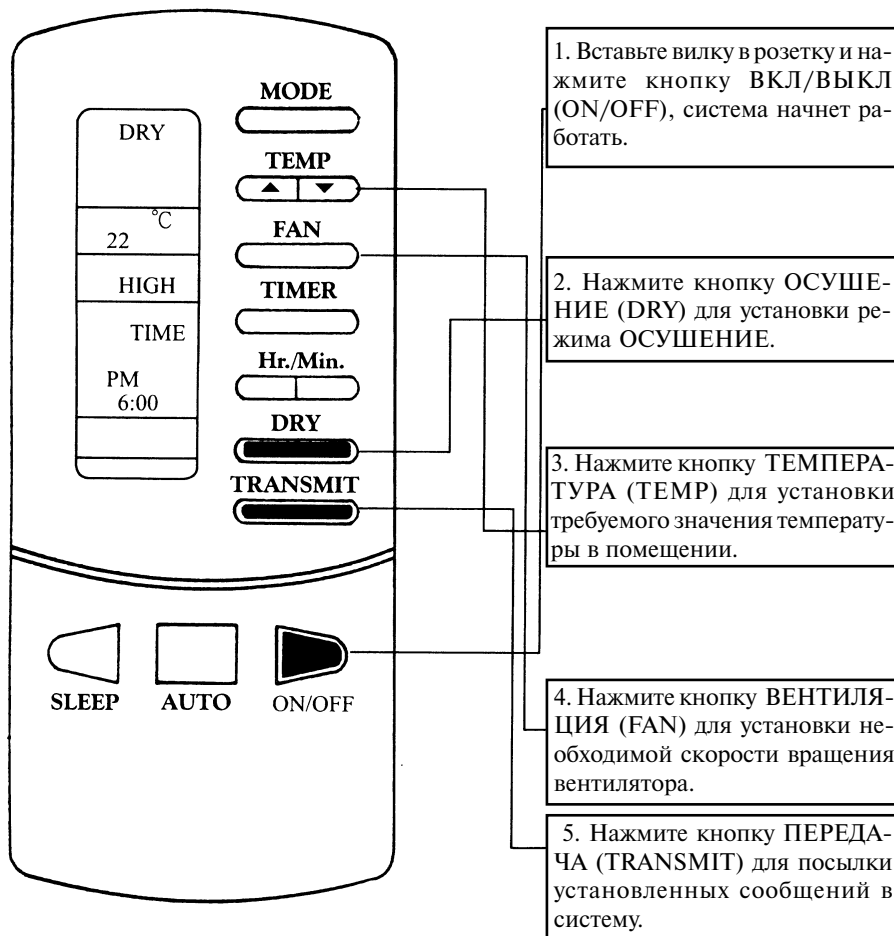 MODE
DRY
TEMP
°C
22
FAN
HIGH
TIMER
TIME
Hr./Min.
PM
6:00
DRY
TRANSMIT
SLEEP
AUTO
ON/OFF
1. Вставьте вилку в розетку и на-
жмите кнопку ВКЛ/ВЫКЛ
(ON/OFF), система начнет ра-
ботать.
2. Нажмите кнопку ОСУШЕ-
НИЕ (DRY) для установки ре-
жима ОСУШЕНИЕ.
3. Нажмите кнопку ТЕМПЕРА-
ТУРА (TEMP) для установки
требуемого значения температу-
ры в помещении.
4. Нажмите кнопку ВЕНТИЛЯ-
ЦИЯ (FAN) для установки не-
обходимой скорости вращения
вентилятора.
5. Нажмите кнопку ПЕРЕДА-
ЧА (TRANSMIT) для посылки
установленных сообщений в
систему.